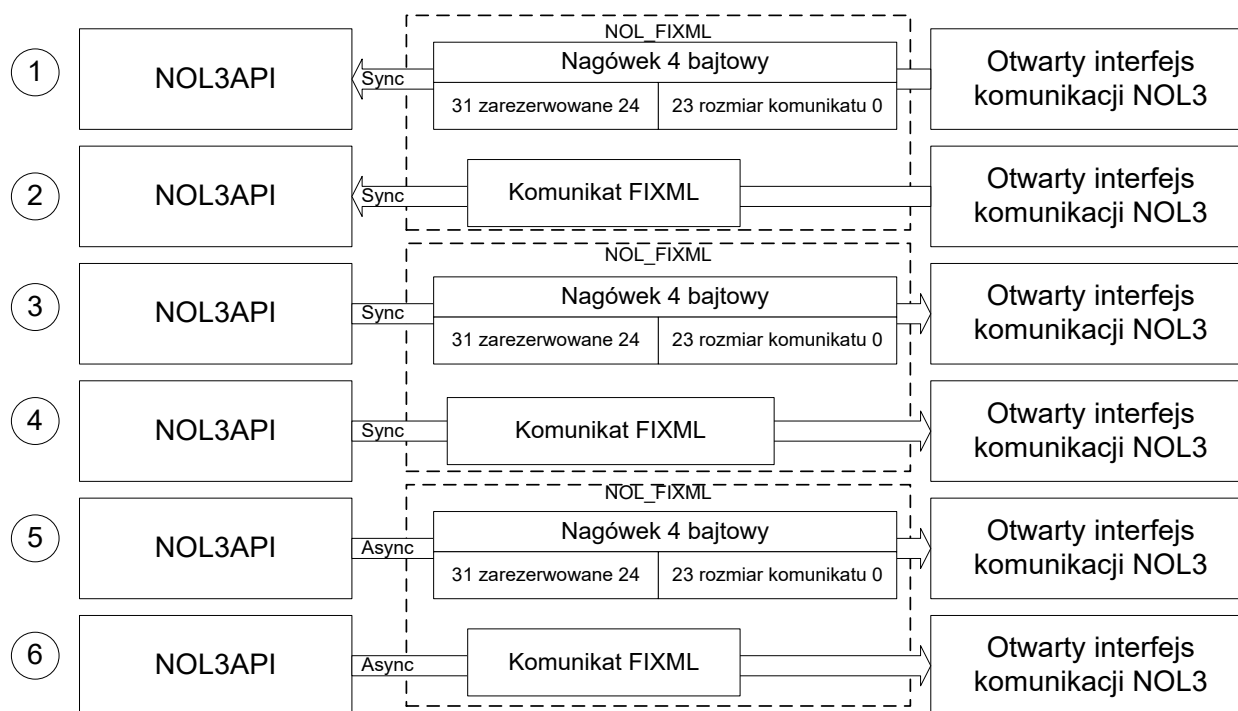 NOL_FIXML
1
NOL3API
Sync
Nagówek 4 bajtowy
31 zarezerwowane 24
23 rozmiar komunikatu 0
Otwarty interfejs
komunikacji NOL3
2
NOL3API
Sync
Komunikat FIXML
Otwarty interfejs
komunikacji NOL3
NOL_FIXML
3
NOL3API
Sync
Nagówek 4 bajtowy
31 zarezerwowane 24
23 rozmiar komunikatu 0
Otwarty interfejs
komunikacji NOL3
4
NOL3API
Sync
Komunikat FIXML
Otwarty interfejs
komunikacji NOL3
NOL_FIXML
5
NOL3API
Async
Nagówek 4 bajtowy
31 zarezerwowane 24
23 rozmiar komunikatu 0
Otwarty interfejs
komunikacji NOL3
6
NOL3API
Async
Komunikat FIXML
Otwarty interfejs
komunikacji NOL3